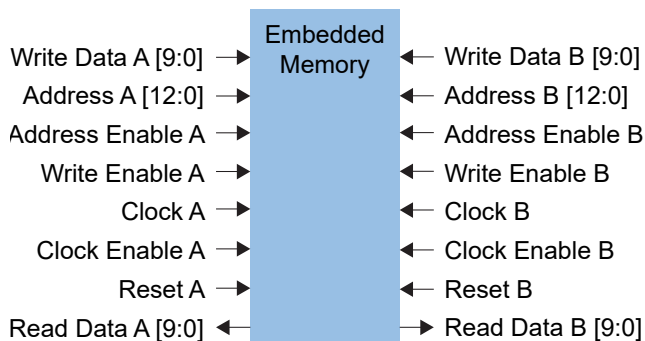 Embedded
Memory
Write Data A [9:0]
Address A [12:0]
Address Enable A
Write Enable A
Clock A
Clock Enable A
Reset A
Read Data A [9:0]
Write Data B [9:0]
Address B [12:0]
Address Enable B
Write Enable B
Clock B
Clock Enable B
Reset B
Read Data B [9:0]